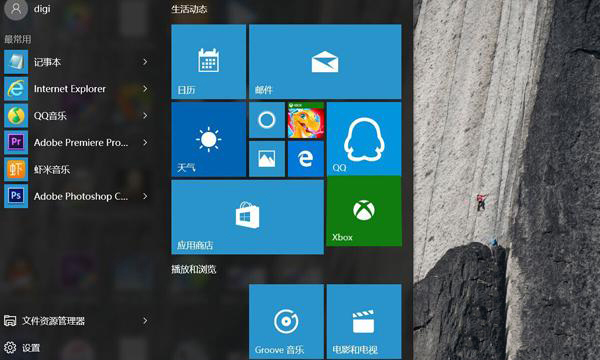 digi
最常用
记事本
Internet Explorer
QQ音乐
Adobe Premiere Pro...
虾米音乐
Adobe Photoshop C...
文件资源管理器
设置
生活动态
日历
邮件
天气
XBOX
QQ
应用商店
Xbox
播放和浏览
Groove 音乐
电影和电视